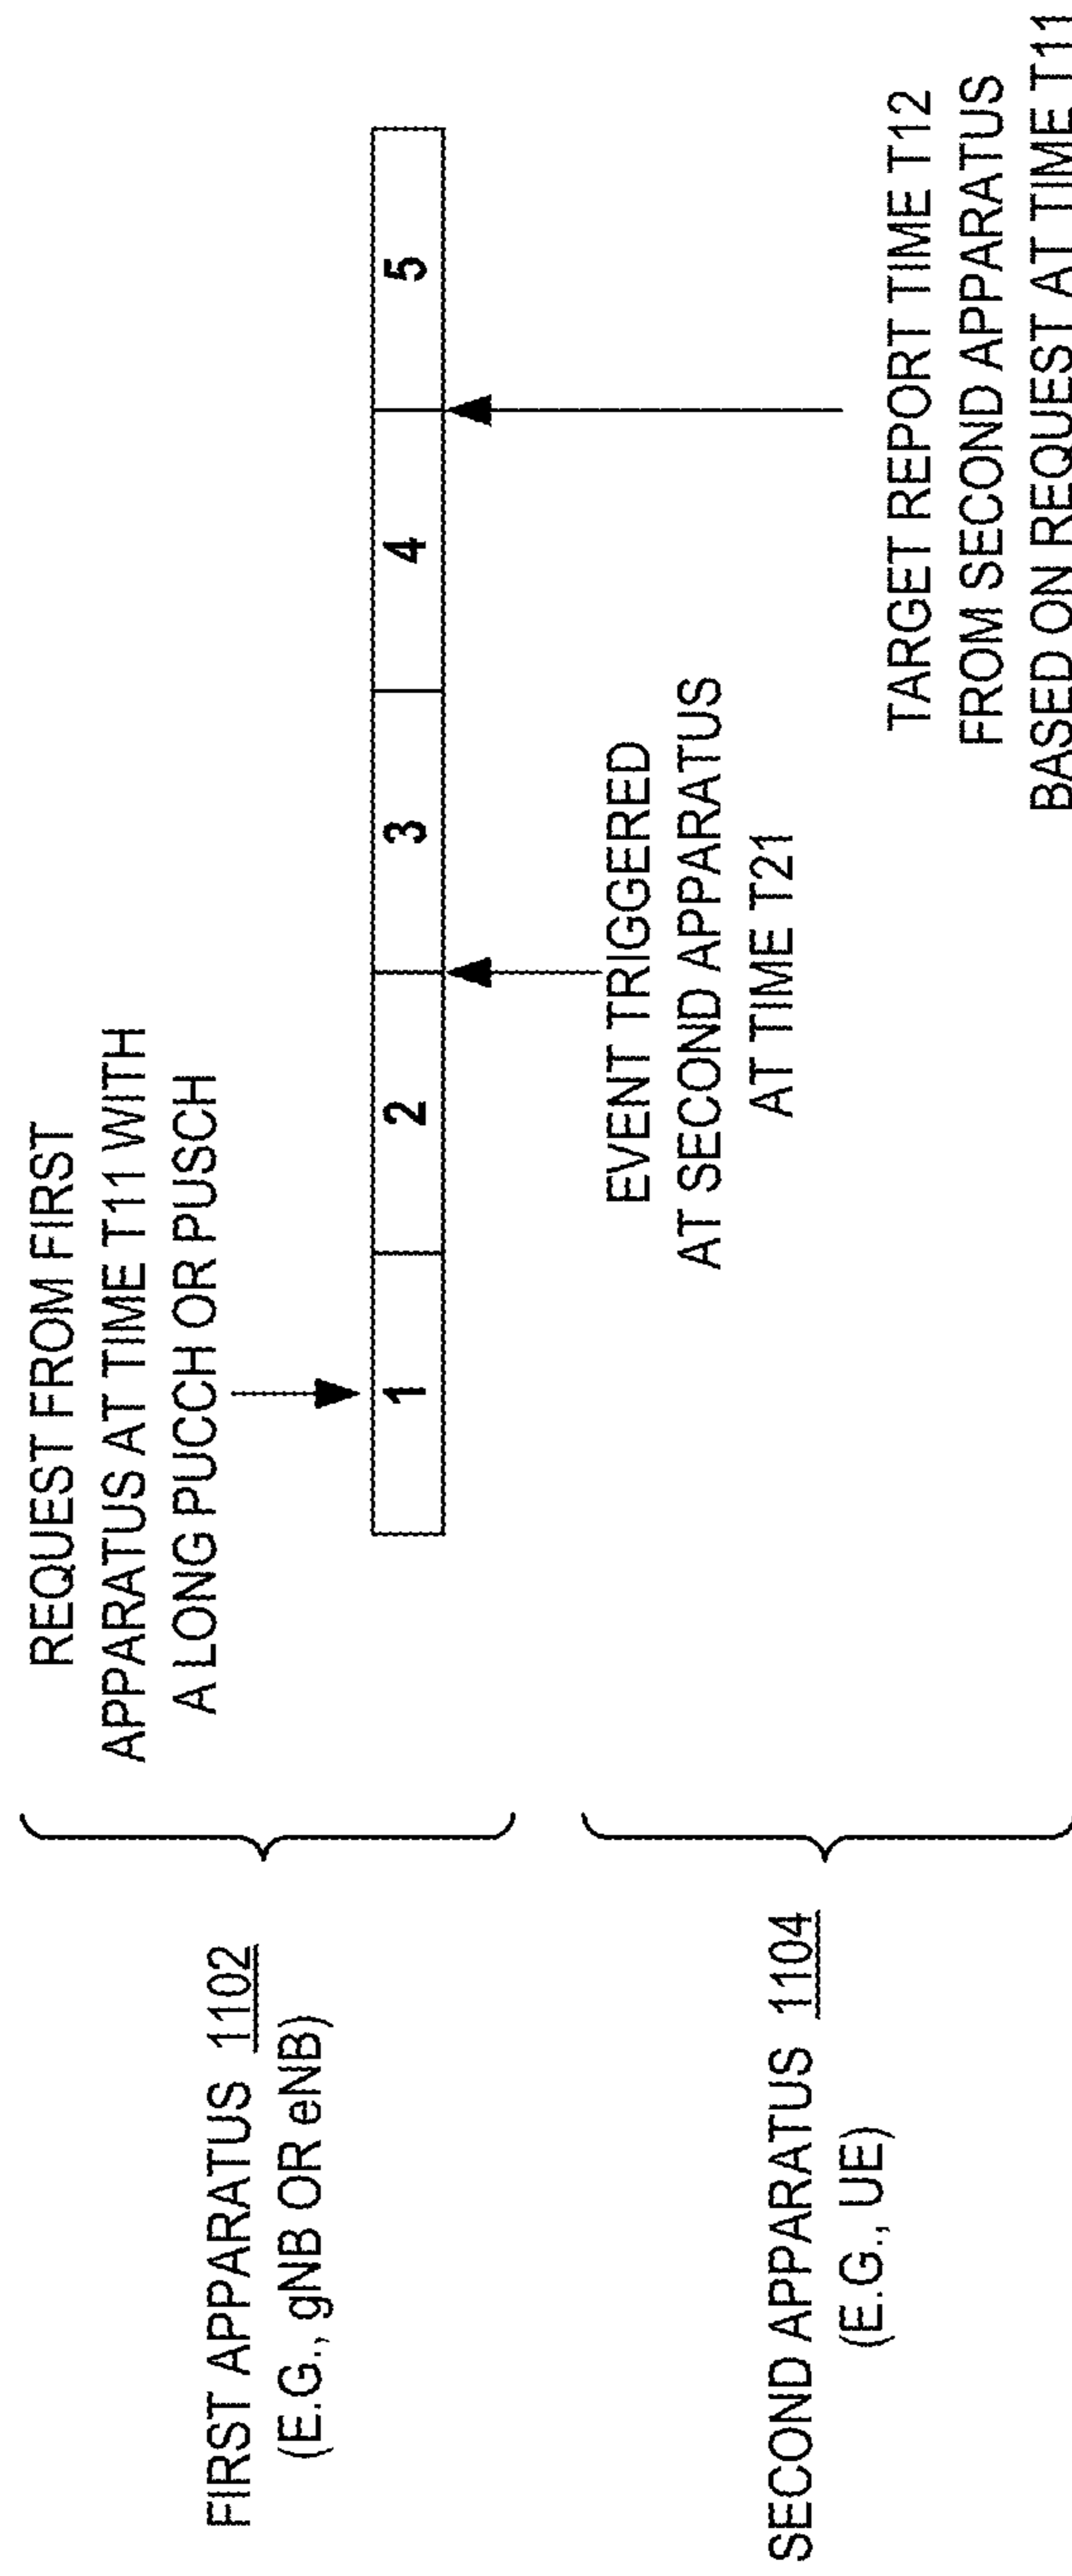 REQUEST FROM FIRST
APPARATUS AT TIME T11 WITH
A LONG PUCCH OR PUSCH
FIRST APPARATUS 1102
(E.G., gNB OR eNB)
1 2 3 4 5
EVENT TRIGGERED
AT SECOND APPARATUS
AT TIME T21
SECOND APPARATUS 1104
(E.G., UE)
TARGET REPORT TIME T12
FROM SECOND APPARATUS
BASED ON REQUEST AT TIME T11